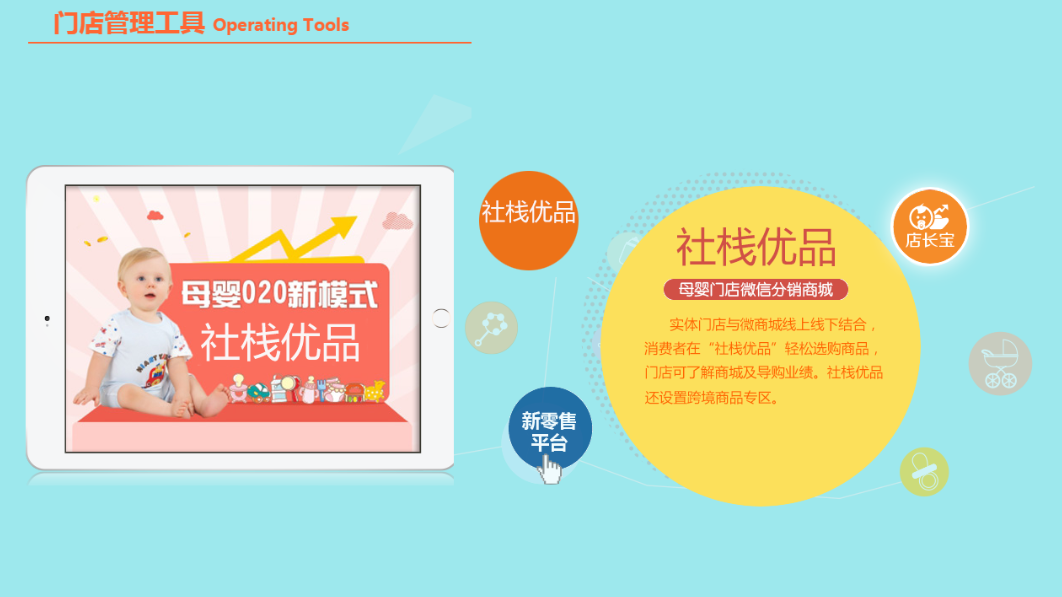 门店管理工具 Operating Tools
母婴020新模式
社栈优品
社栈优品
新零售
平台
社栈优品
母婴门店微信分销商城
实体门店与微商城线上线下结合，
消费者在“社栈优品”轻松选购商品，
门店可了解商城及导购业绩。社栈优品
还设置跨境商品专区。
店长宝